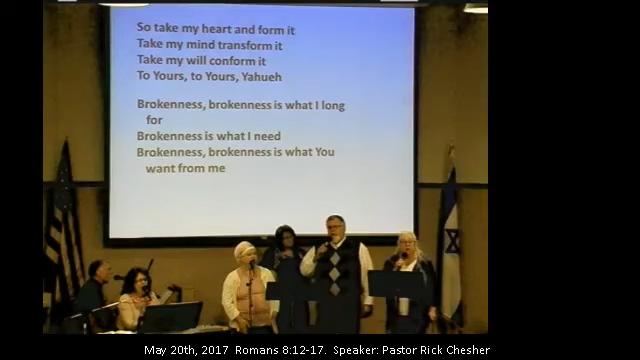 So take my heart and form it
Take my mind transform it
Take my will conform it
To Yours, to Yours, Yahueh
Brokenness, brokenness is what I long
for
Brokenness is what I need
Brokenness, brokenness is what You
want from me
May 20th, 2017  Romans 8:12-17.  Speaker: Pastor Rick Chesher